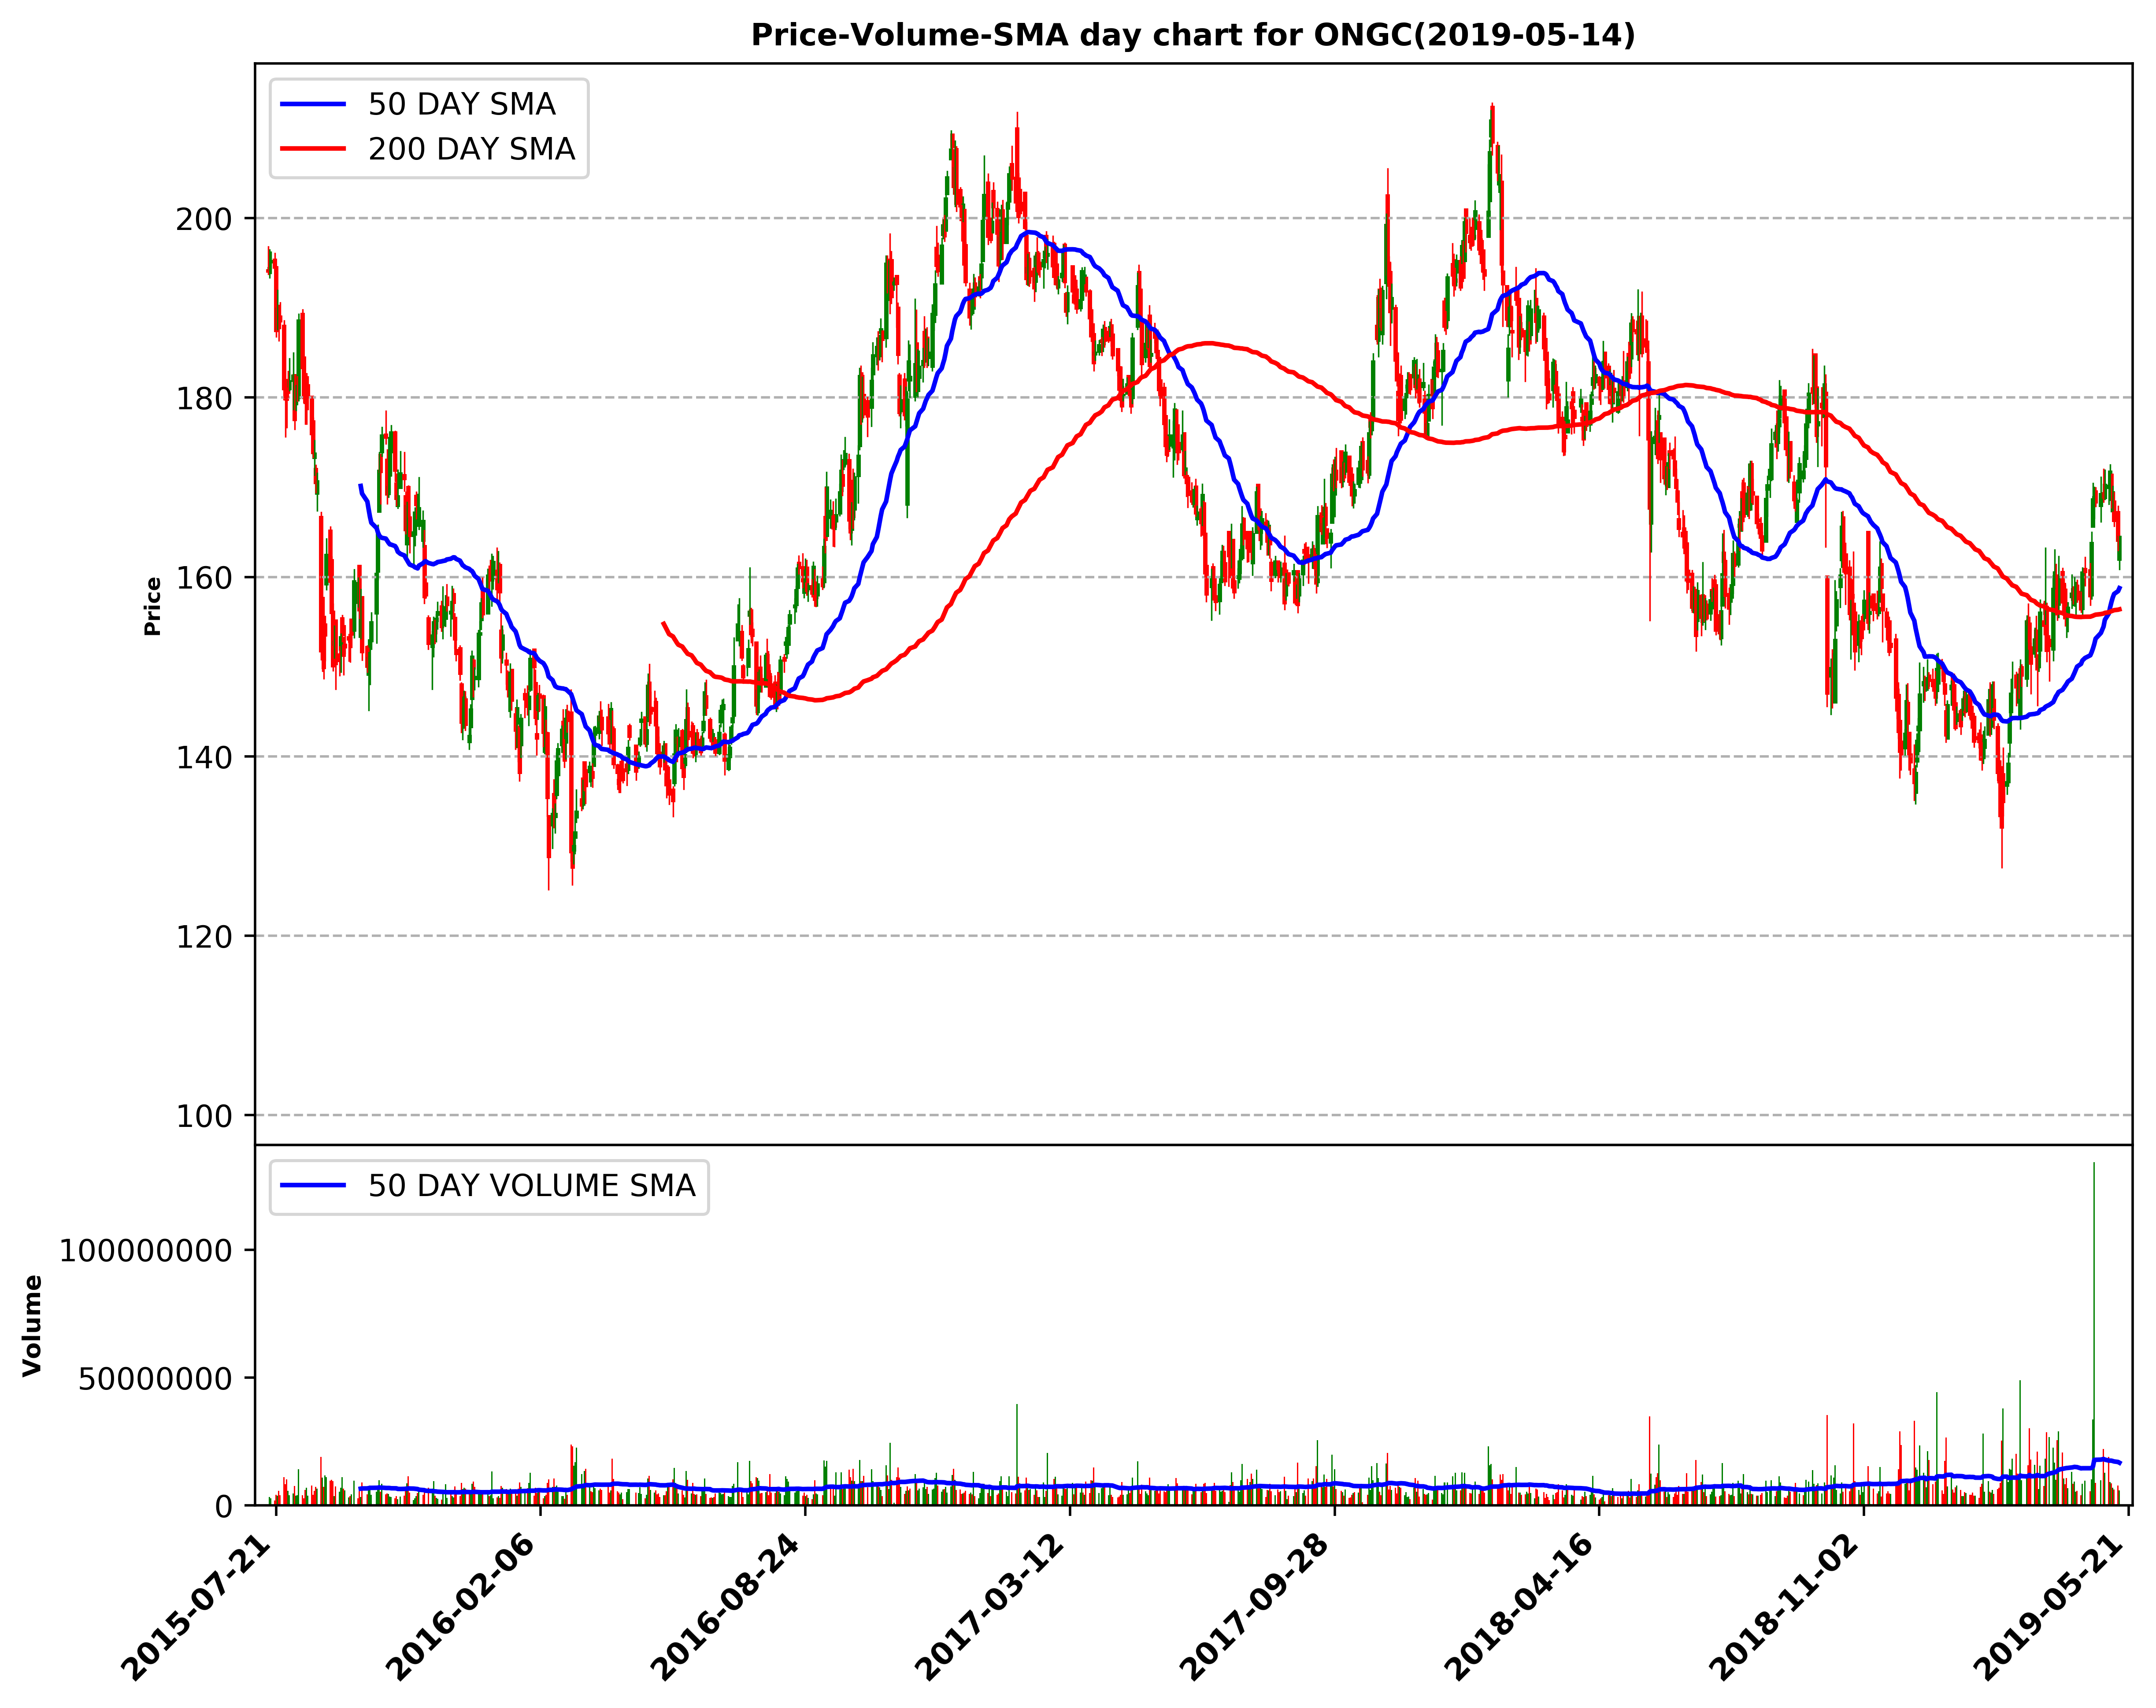 Price-Volume-SMA day chart for ONGC(2019-05-14)
50 DAY SMA
200 DAY SMA
200
180
160
140
120
100
Price
50 DAY VOLUME SMA
100000000
50000000
0
Volume
2015-07-21
2016-02-06
2016-08-24
2017-03-12
2017-09-28
2018-04-16
2018-11-02
2019-05-21